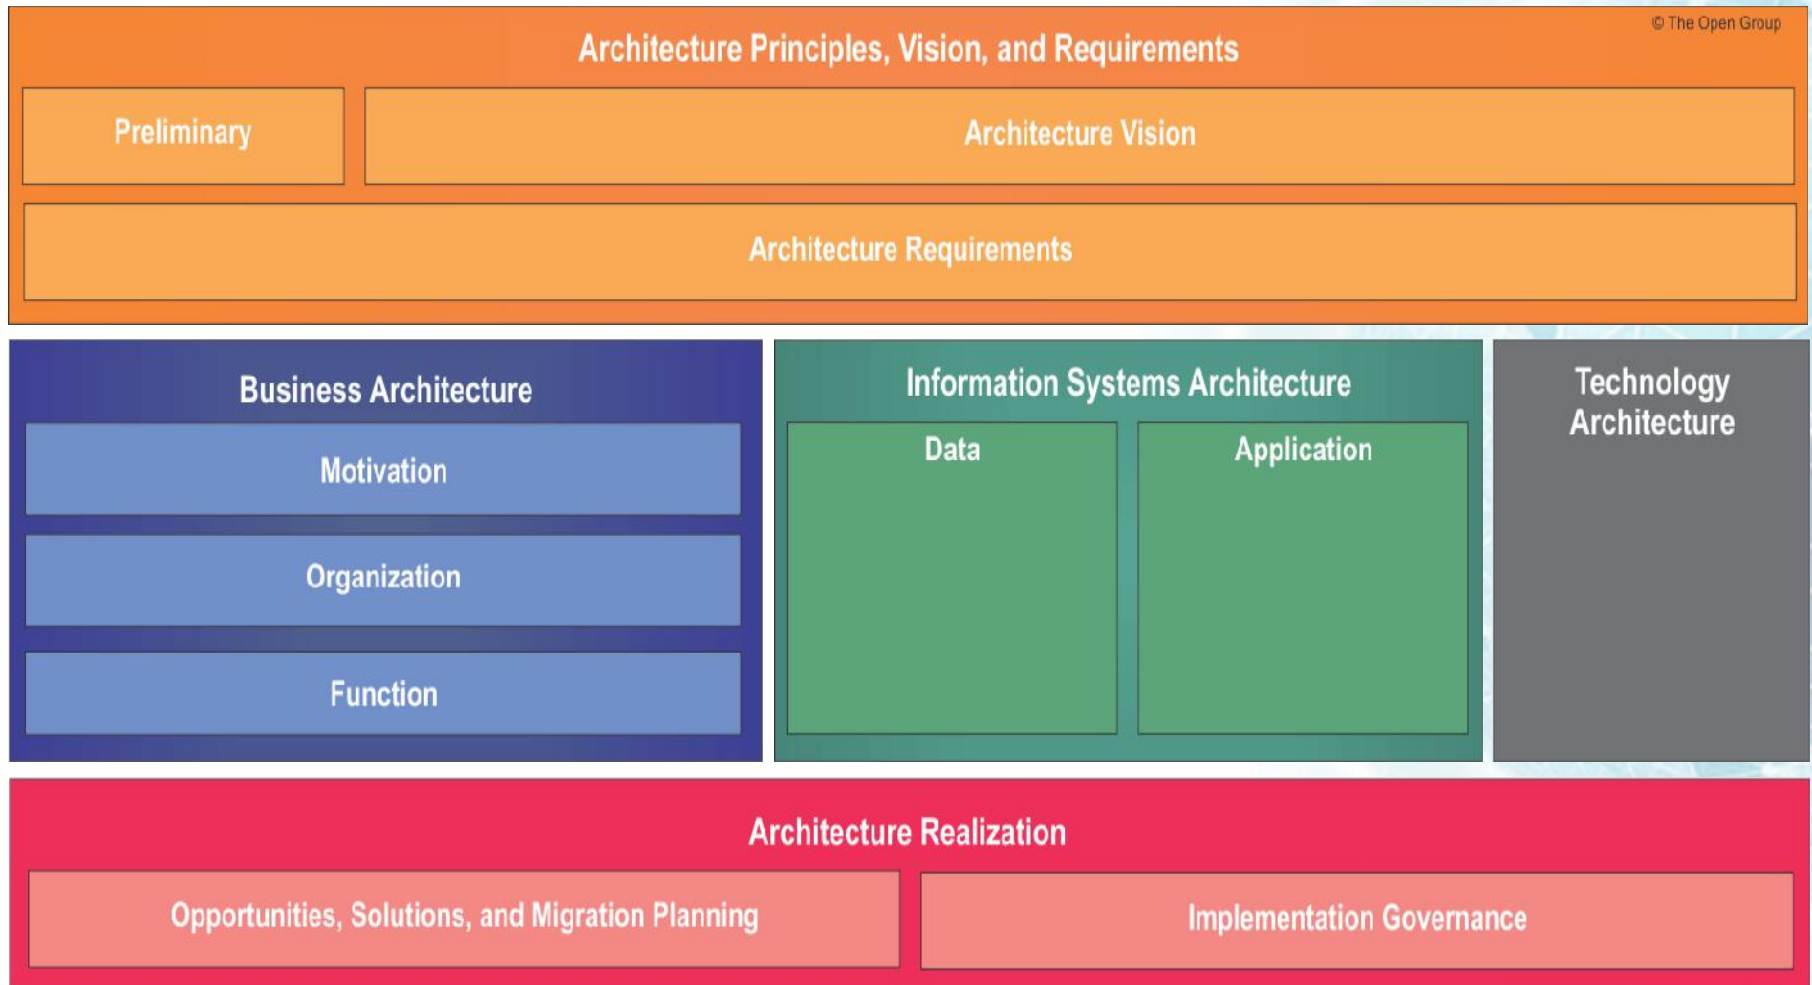 © The Open Group
Architecture Principles, Vision, and Requirements
Preliminary
Architecture Vision
Architecture Requirements
Business Architecture
Motivation
Organization
Function
Information Systems Architecture
Data
Application
Technology
Architecture
Architecture Realization
Opportunities, Solutions, and Migration Planning
Implementation Governance